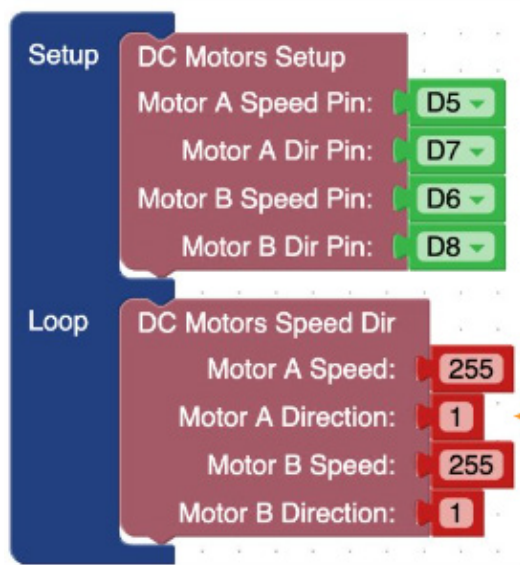 Setup
DC Motors Setup
Motor A Speed Pin: D5
Motor A Dir Pin: D7
Motor B Speed Pin: D6
Motor B Dir Pin: D8
Loop
DC Motors Speed Dir
Motor A Speed: 255
Motor A Direction: 1
Motor B Speed: 255
Motor B Direction: 1